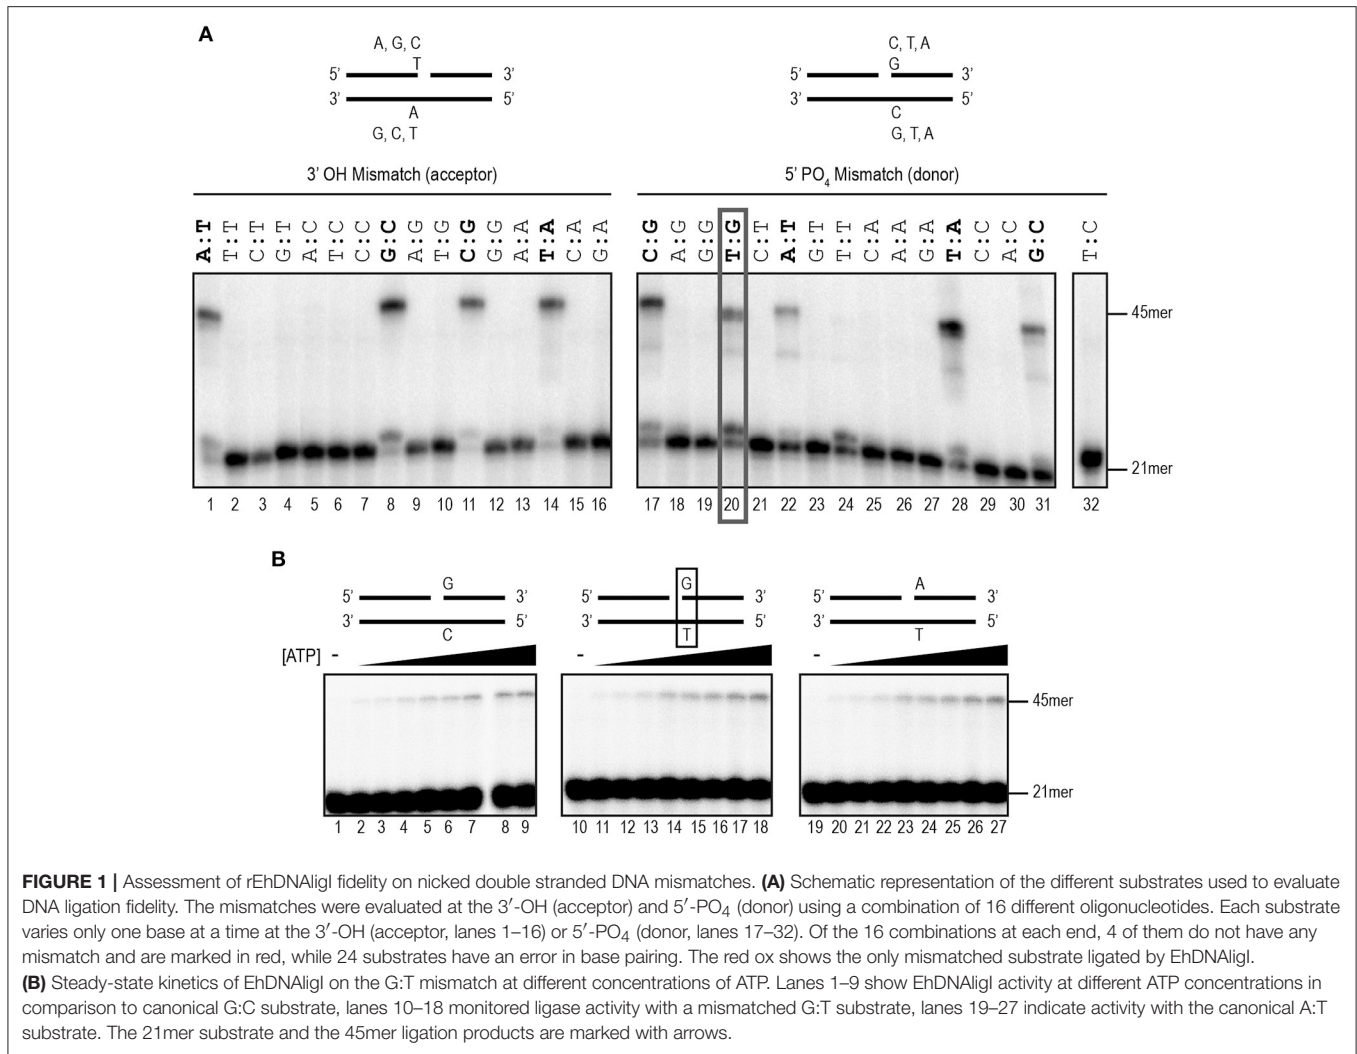 A
A, G, C
T
5' 3'
3' 5'
A
G, C, T
C, T, A
G
5' 3'
3' 5'
C
G, T, A
3' OH Mismatch (acceptor)
5' PO4 Mismatch (donor)
A:T T:T C:T G:T A:C T:C C:C G:C A:G T:G C:G G:G A:A T:A C:A G:A
C:G A:G G:G T:G C:T A:T G:T T:T C:A A:A G:A T:A C:C A:C G:C T:C
45mer
21mer
1 2 3 4 5 6 7 8 9 10 11 12 13 14 15 16
17 18 19 20 21 22 23 24 25 26 27 28 29 30 31 32
B
G
5' 3'
3' 5'
C
G
5' 3'
3' 5'
T
A
5' 3'
3' 5'
T
[ATP] - - -
45mer
21mer
1 2 3 4 5 6 7 8 9
10 11 12 13 14 15 16 17 18
19 20 21 22 23 24 25 26 27
FIGURE 1 | Assessment of rEhDNAligI fidelity on nicked double stranded DNA mismatches. (A) Schematic representation of the different substrates used to evaluate
DNA ligation fidelity. The mismatches were evaluated at the 3′-OH (acceptor) and 5′-PO4 (donor) using a combination of 16 different oligonucleotides. Each substrate
varies only one base at a time at the 3′-OH (acceptor, lanes 1–16) or 5′-PO4 (donor, lanes 17–32). Of the 16 combinations at each end, 4 of them do not have any
mismatch and are marked in red, while 24 substrates have an error in base pairing. The red ox shows the only mismatched substrate ligated by EhDNAligI.
(B) Steady-state kinetics of EhDNAligI on the G:T mismatch at different concentrations of ATP. Lanes 1–9 show EhDNAligI activity at different ATP concentrations in
comparison to canonical G:C substrate, lanes 10–18 monitored ligase activity with a mismatched G:T substrate, lanes 19–27 indicate activity with the canonical A:T
substrate. The 21mer substrate and the 45mer ligation products are marked with arrows.